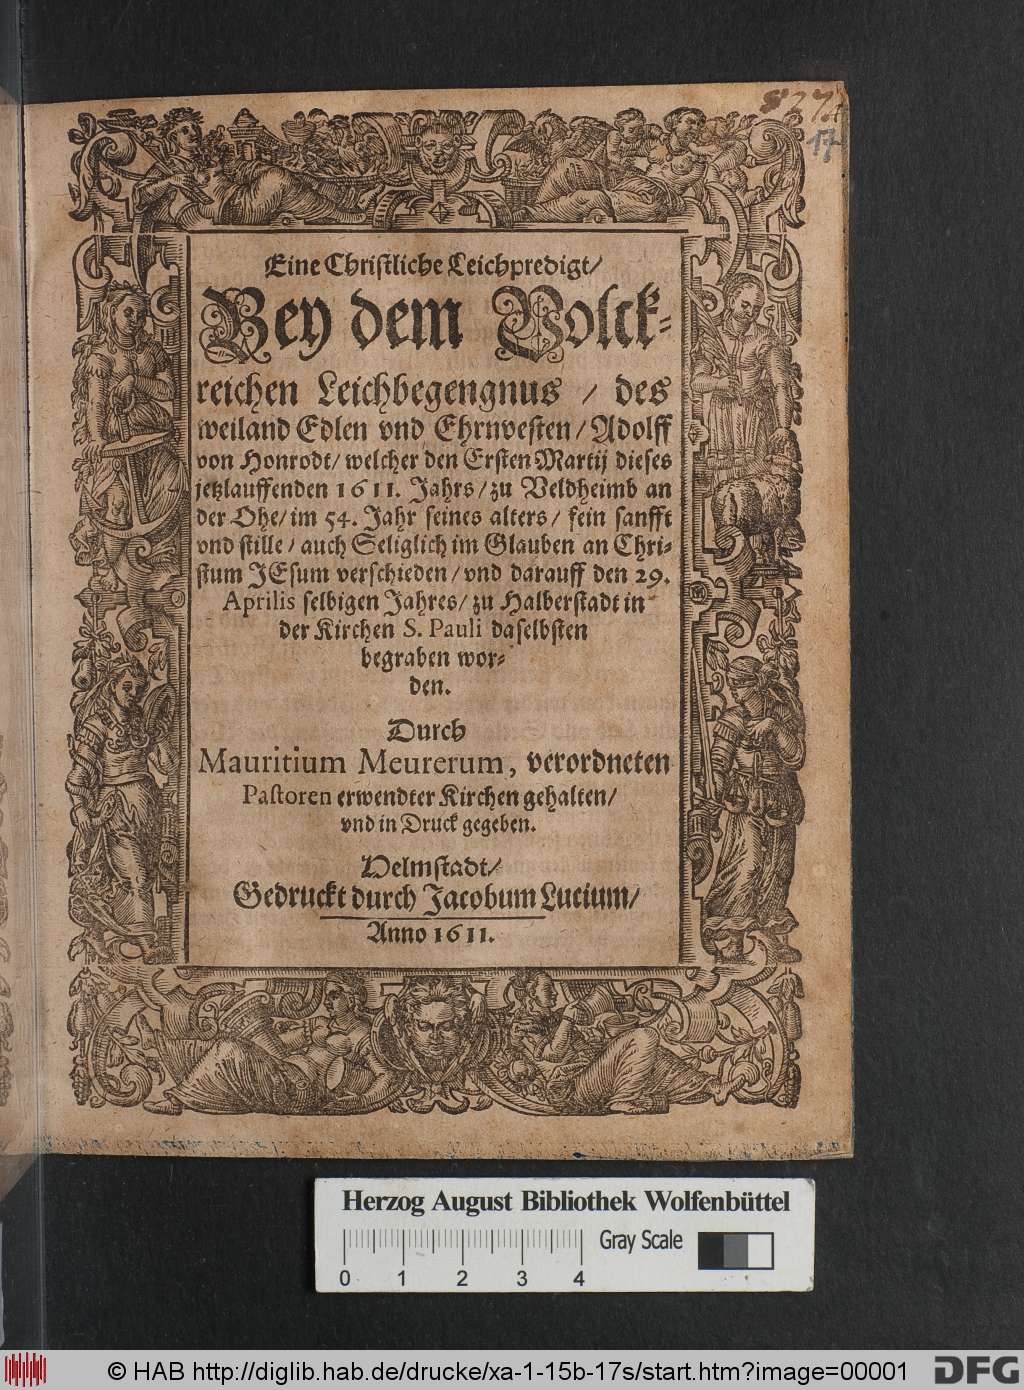 827.
17
Eine Christliche Leichpredigt/
Bey dem Volck-
reichen Leichbegengnus / des
weiland Edlen vnd Ehrnvesten / Adolff
von Honrodt / welcher den Ersten Martij dieses
jetzlauffenden 1611. Jahrs / zu Veldheimb an
der Ohe / im 54. Jahr seines alters / fein sanfft
vnd stille / auch Seliglich im Glauben an Chri-
stum JEsum verschieden / vnd darauff den 29.
Aprilis selbigen Jahres / zu Halberstadt in
der Kirchen S. Pauli daselbsten
begraben wor-
den.
Durch
Mauritium Meurerum, verordneten
Pastoren erwendter Kirchen gehalten /
vnd in Druck gegeben.
Helmstadt /
Gedruckt durch Jacobum Lucium /
Anno 1611.
Herzog August Bibliothek Wolfenbüttel
Gray Scale
0 1 2 3 4
© HAB http://diglib.hab.de/drucke/xa-1-15b-17s/start.htm?image=00001
DFG